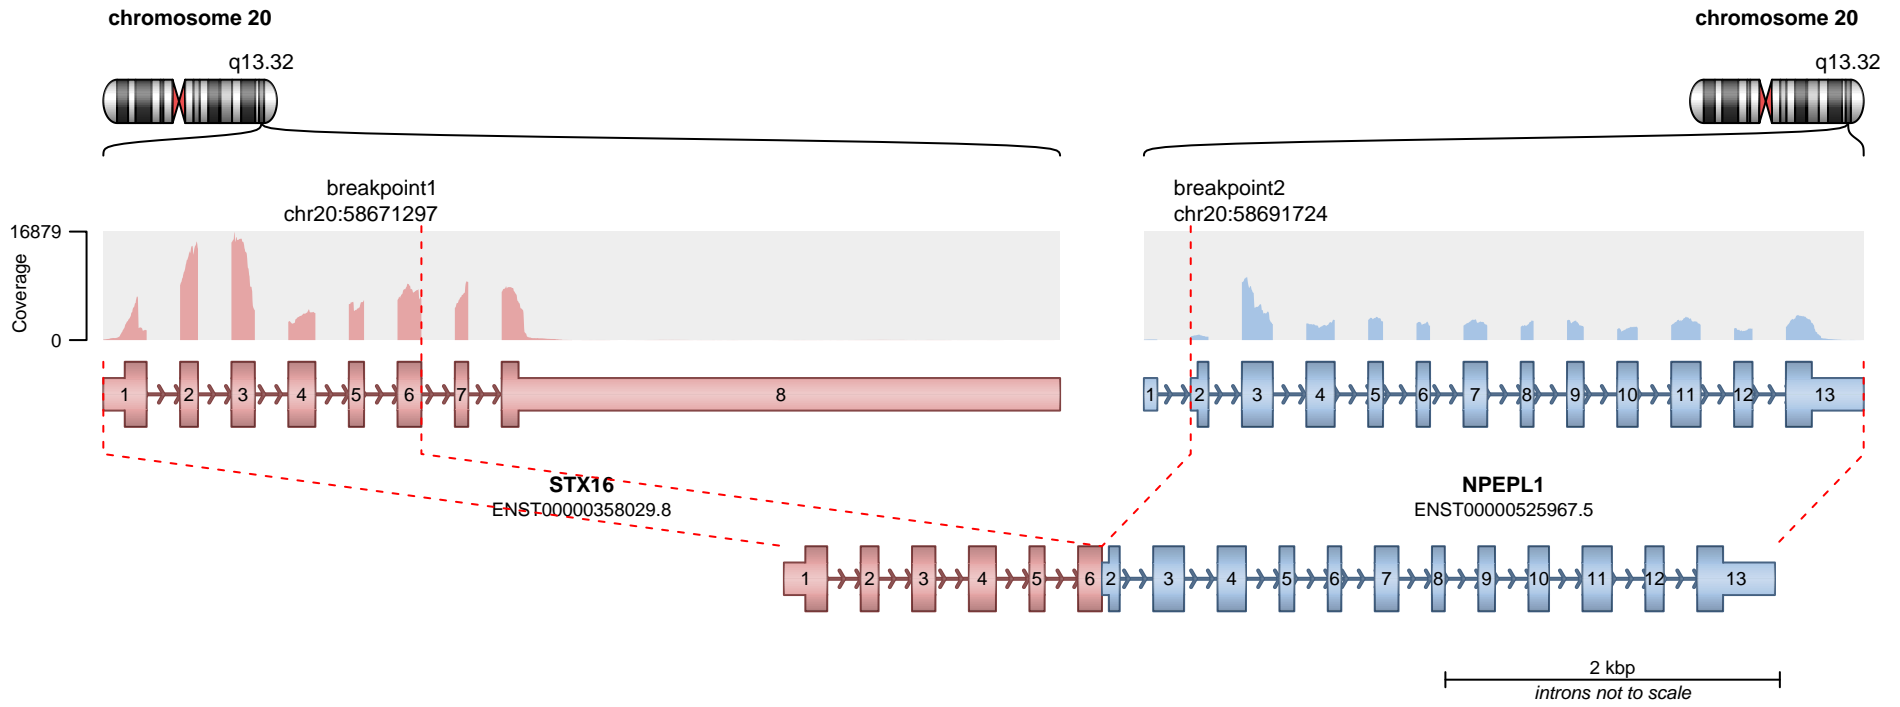 chromosome 20
chromosome 20
q13.32
q13.32
breakpoint1
chr20:58671297
breakpoint2
chr20:58691724
16879
Coverage
0
1 2 3 4 5 6 7 8
1 2 3 4 5 6 7 8 9 10 11 12 13
STX16
ENST00000358029.8
NPEPL1
ENST00000525967.5
1 2 3 4 5 6 2 3 4 5 6 7 8 9 10 11 12 13
2 kbp
introns not to scale